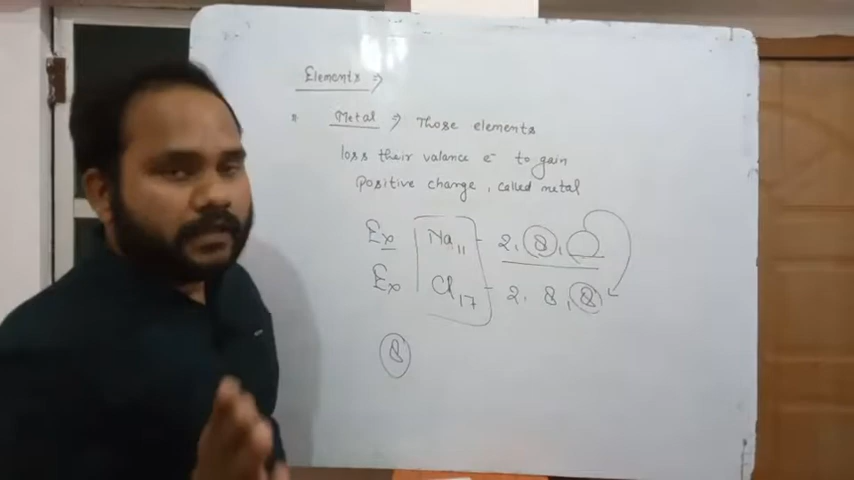 Elements ⇒
* Metal ⇒ Those elements
loss their valance e⁻ to gain
positive charge, called metal
Ex Na₁₁ - 2, 8,
Ex Cl₁₇ - 2, 8, 8
8